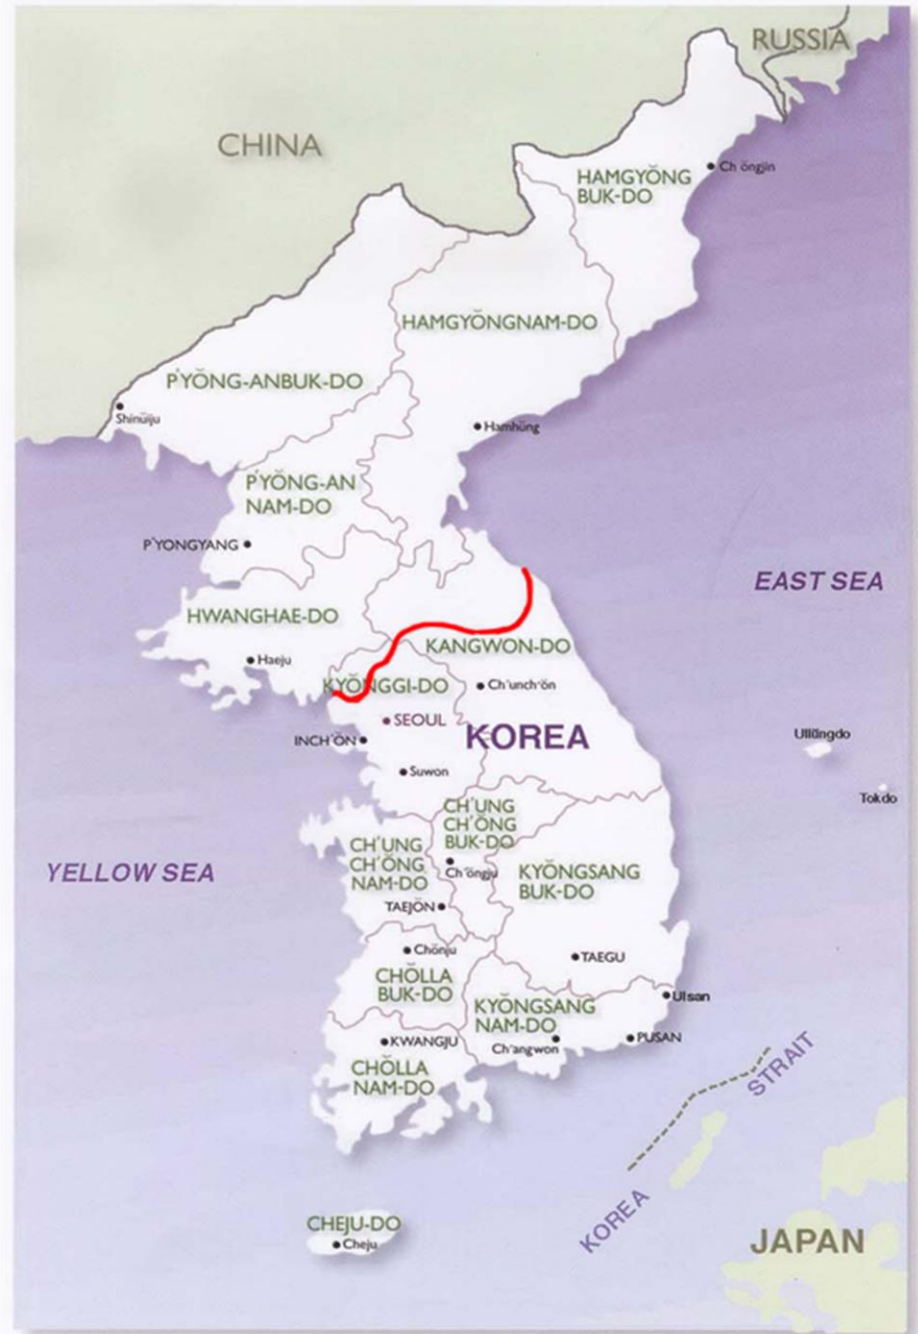 RUSSIA
CHINA
Ch ŏngjin
HAMGYŎNG
BUK-DO
HAMGYŎNGNAM-DO
P'YŎNG-ANBUK-DO
Shinŭiju
Hamhŭng
P'YŎNG-AN
NAM-DO
P'YONGYANG
EAST SEA
HWANGHAE-DO
KANGWON-DO
Haeju
KYŎNGGI-DO
Ch'unch'ŏn
SEOUL
KOREA
INCH'ŎN
Ullŭngdo
Suwon
Tokdo
CH'UNG
CH'ŎNG
BUK-DO
CH'UNG
CH'ŎNG
NAM-DO
Ch'ŏngju
YELLOW SEA
KYŎNGSANG
BUK-DO
TAEJŎN
Chŏnju
TAEGU
CHŎLLA
BUK-DO
Ulsan
KYŎNGSANG
NAM-DO
KWANGJU
Ch'angwon
PUSAN
CHŎLLA
NAM-DO
KOREA STRAIT
CHEJU-DO
Cheju
JAPAN